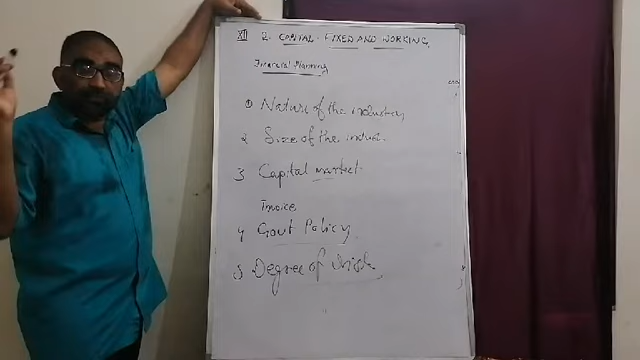 XII 2. CAPITAL - FIXED AND WORKING
Financial Planning
① Nature of the industry
2 Size of the indust.
3 Capital market
Invoice
4 Govt Policy
5 Degree of Risk